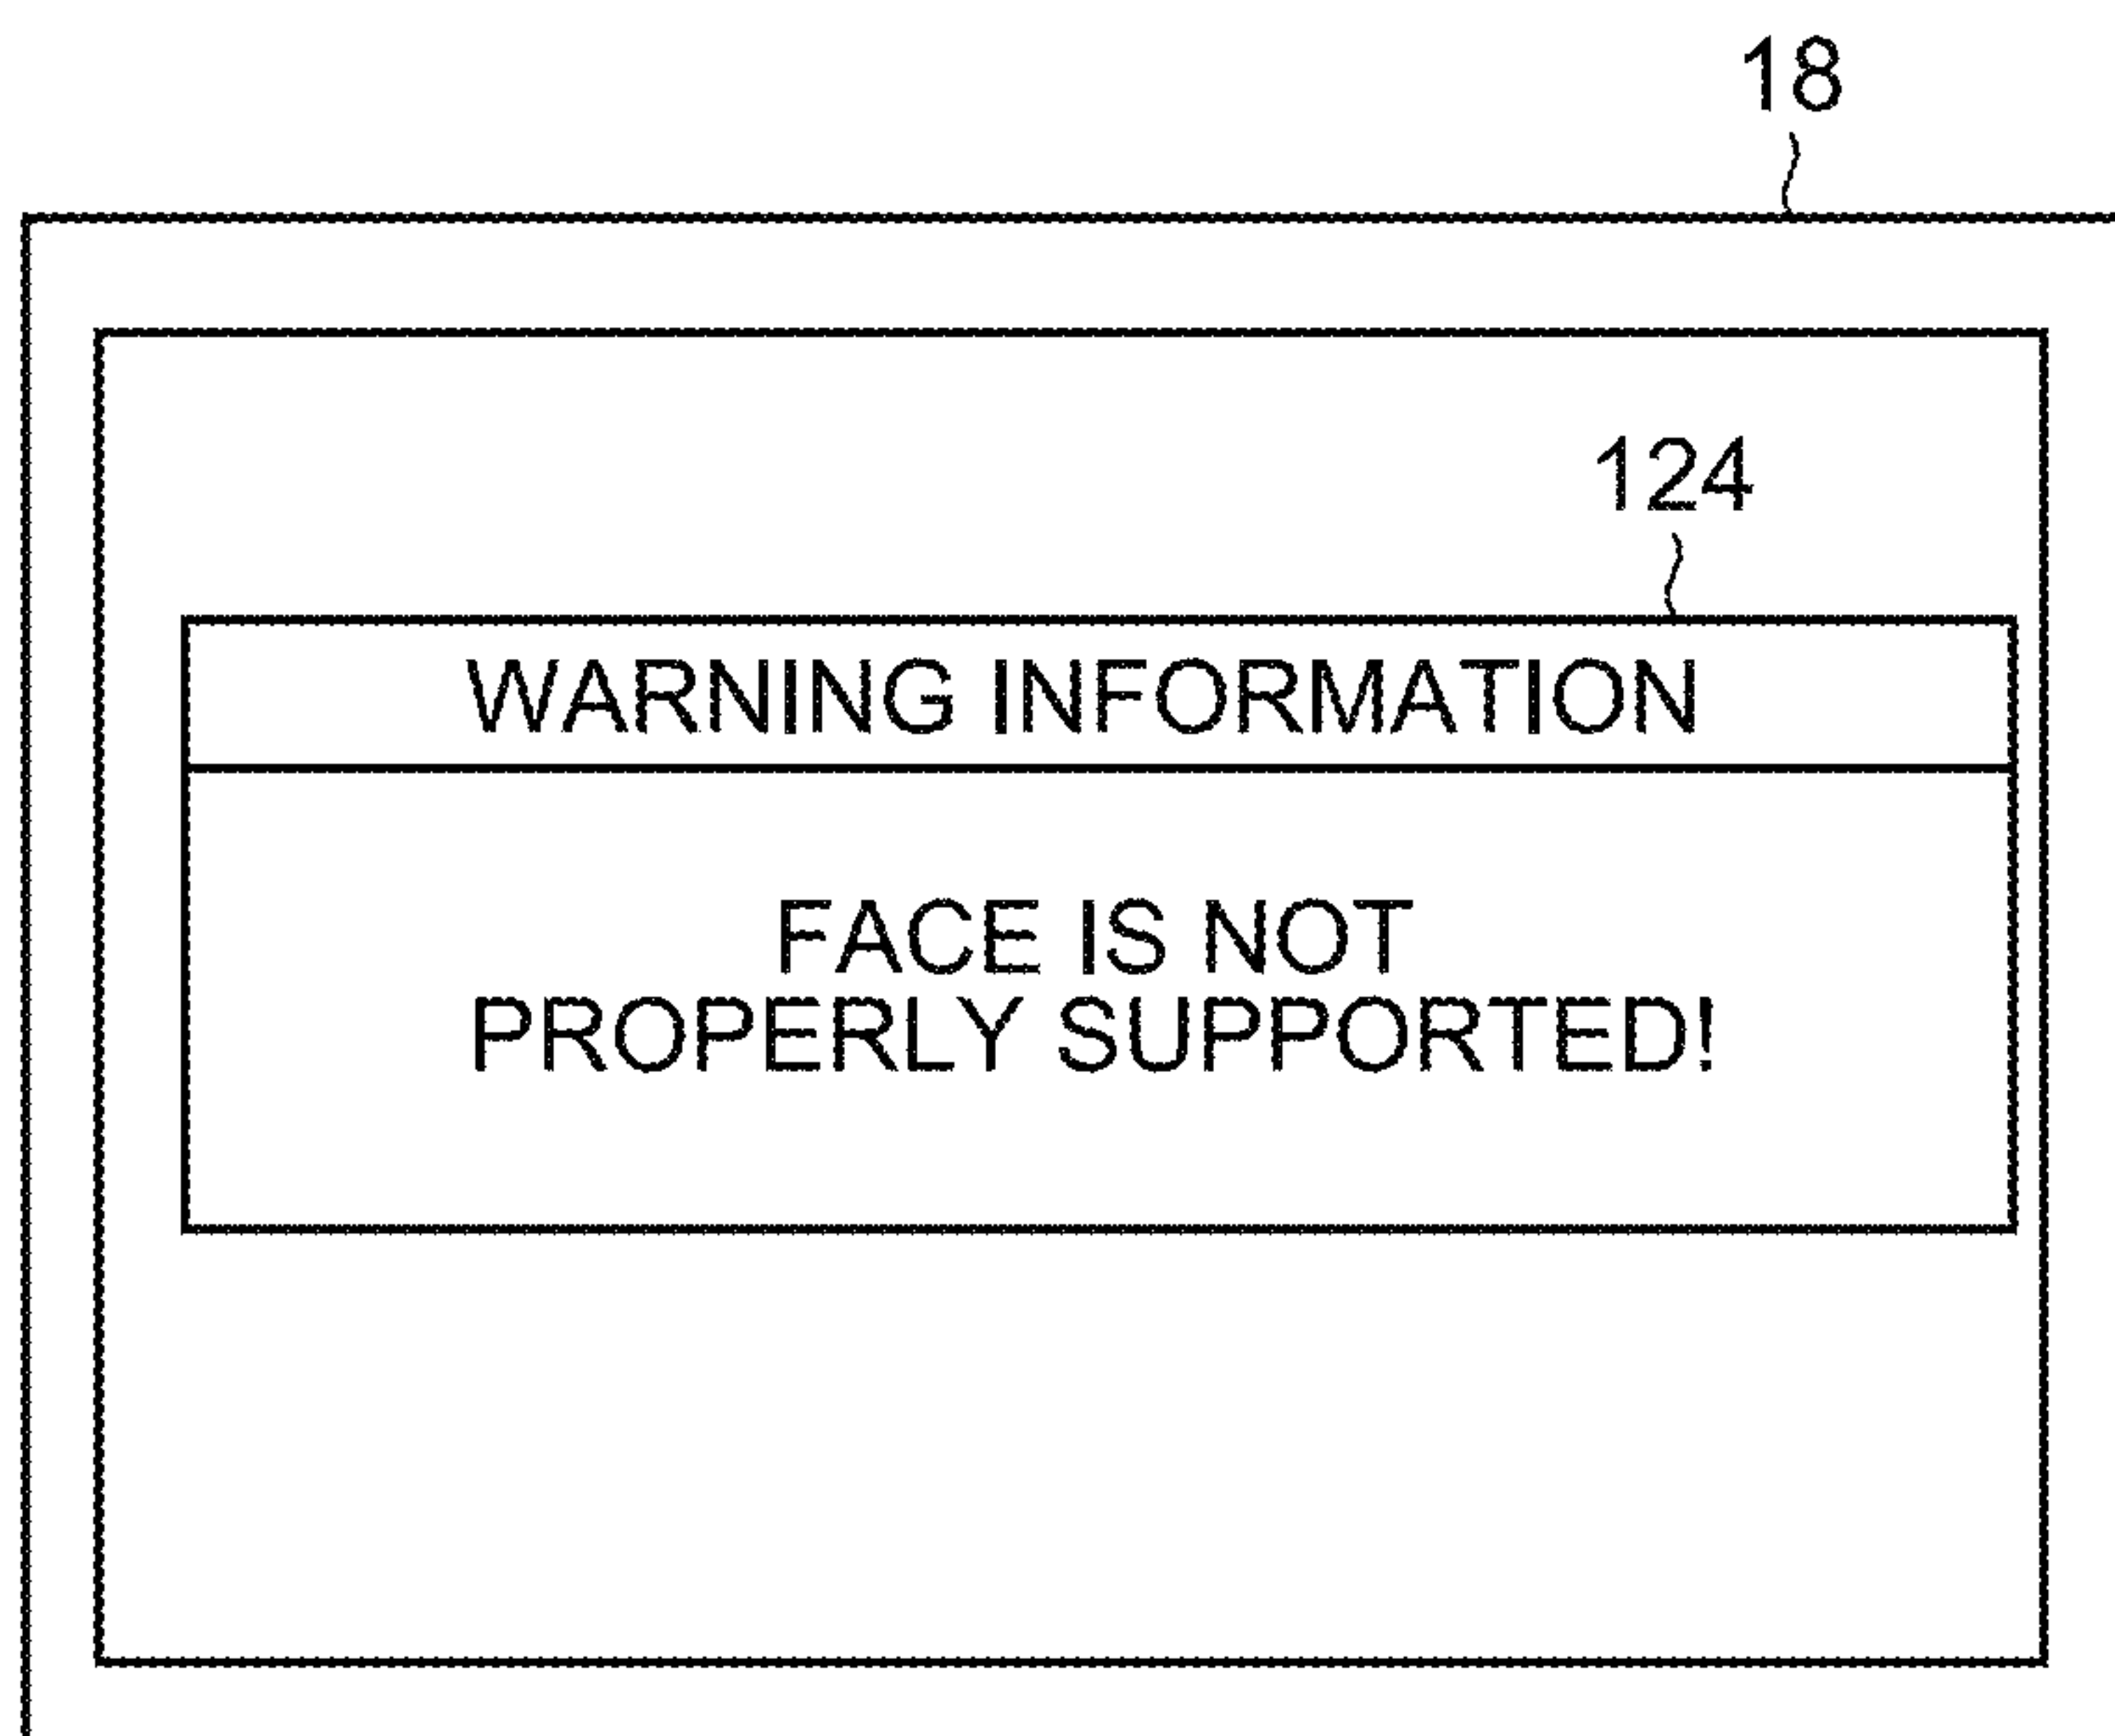 18
124
WARNING INFORMATION
FACE IS NOT
PROPERLY SUPPORTED!